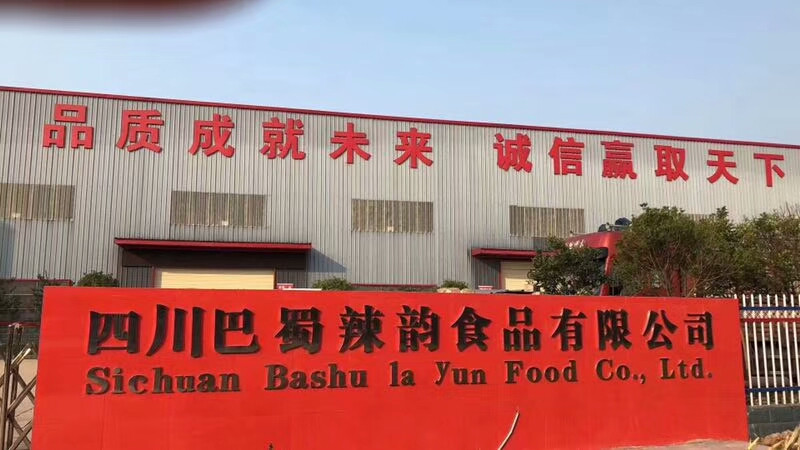 品质成就未来 诚信赢取天下
四川巴蜀辣韵食品有限公司
Sichuan Bashu la yun Food Co., Ltd.